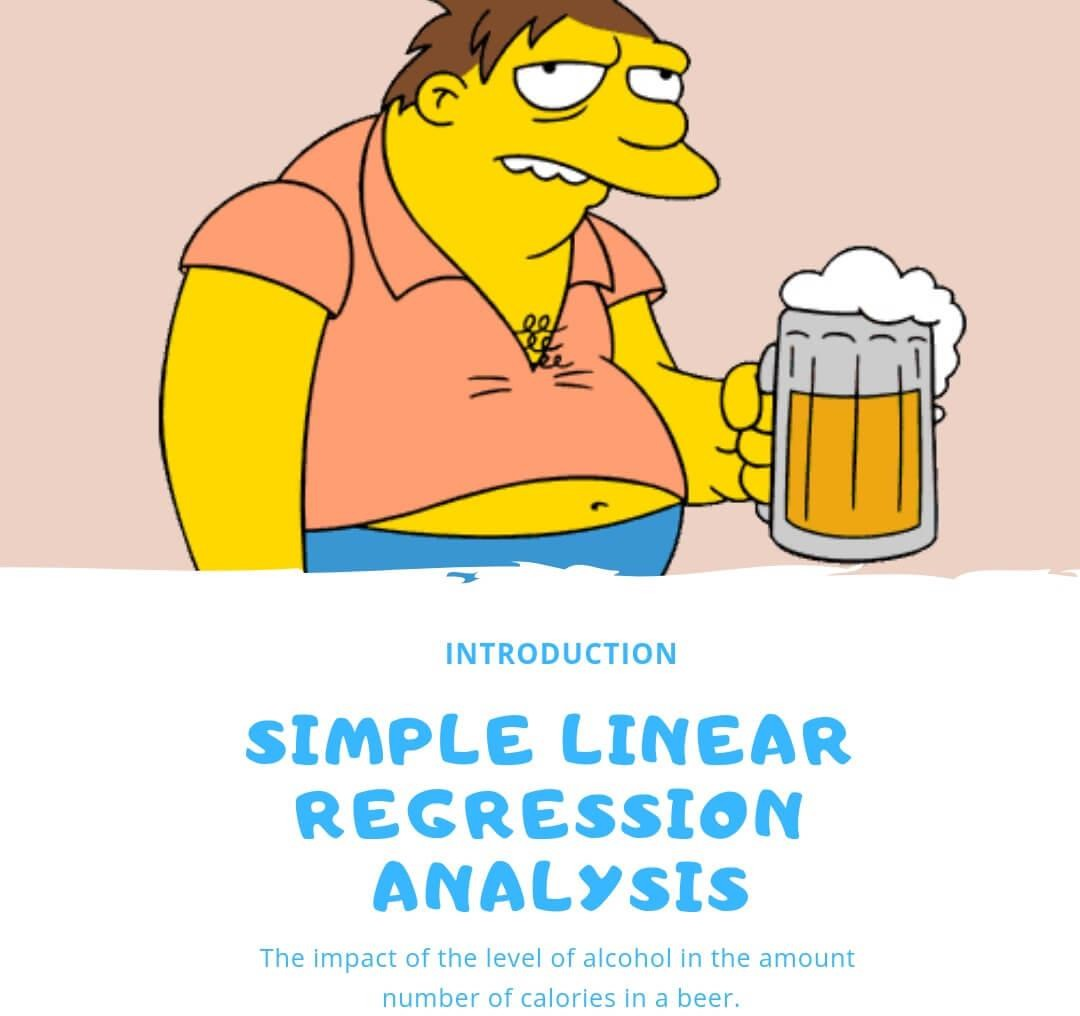 INTRODUCTION
SIMPLE LINEAR
REGRESSION
ANALYSIS
The impact of the level of alcohol in the amount
number of calories in a beer.